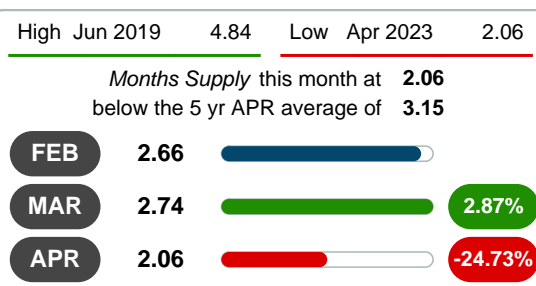 High Jun 2019 4.84 Low Apr 2023 2.06
Months Supply this month at 2.06
below the 5 yr APR average of 3.15
FEB 2.66
MAR 2.74 2.87%
APR 2.06 -24.73%